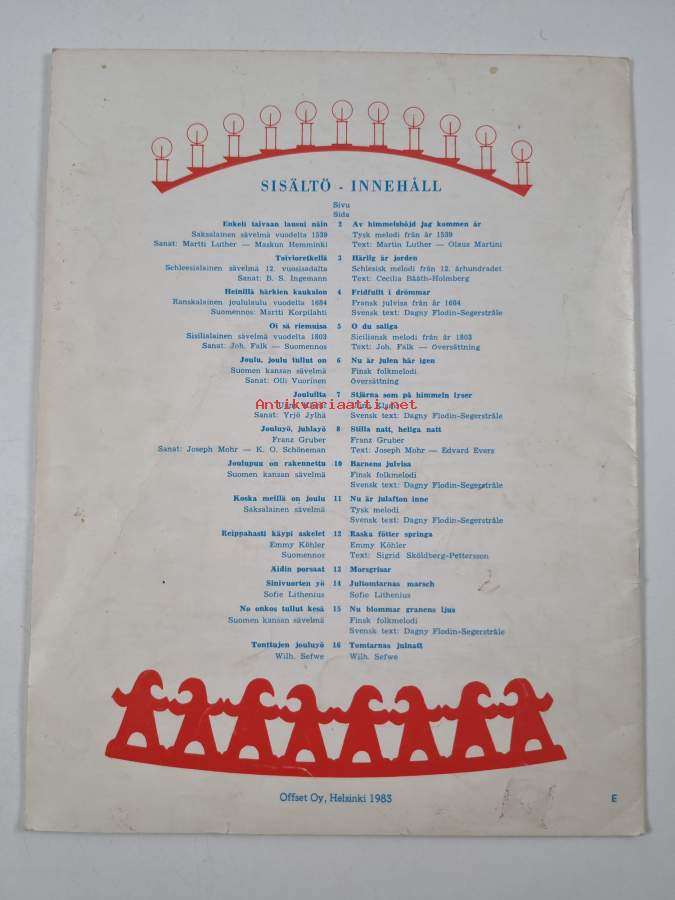 SISÄLTÖ - INNEHÅLL
Sivu
Sida
Enkeli taivaan lausui näin 2 Av himmelshöjd jag kommen är
Saksalainen sävelmä vuodelta 1539 Tysk melodi från år 1539
Sanat: Martti Luther — Maskun Hemminki Text: Martin Luther — Olaus Martini
Toivioretkellä 3 Härlig är jorden
Schleesialainen sävelmä 12. vuosisadalta Schlesisk melodi från 12. århundradet
Sanat: B. S. Ingemann Text: Cecilia Bååth-Holmberg
Heinillä härkien kaukalon 4 Fridfullt i drömmar
Ranskalainen joululaulu vuodelta 1684 Fransk julvisa från år 1684
Suomennos: Martti Korpilahti Svensk text: Dagny Flodin-Segerstråle
Oi sä riemuisa 5 O du saliga
Sisilialainen sävelmä vuodelta 1803 Siciliansk melodi från år 1803
Sanat: Joh. Falk — Suomennos Text: Joh. Falk — översättning
Joulu, joulu tullut on 6 Nu är julen här igen
Suomen kansan sävelmä Finsk folkmelodi
Sanat: Olli Vuorinen Översättning
Jouluilta 7 Stjärna som på himmeln lyser
Antikvariaatti.net
Sanat: Yrjö Jylhä Svensk text: Dagny Flodin-Segerstråle
Jouluyö, juhlayö 8 Stilla natt, heliga natt
Franz Gruber Franz Gruber
Sanat: Joseph Mohr — K. O. Schöneman Text: Joseph Mohr — Edvard Evers
Joulupuu on rakennettu 10 Barnens julvisa
Suomen kansan sävelmä Finsk folkmelodi
Svensk text: Dagny Flodin-Segerstråle
Koska meillä on joulu 11 Nu är julafton inne
Saksalainen sävelmä Tysk melodi
Svensk text: Dagny Flodin-Segerstråle
Reippahasti käypi askelet 12 Raska fötter springa
Emmy Köhler Emmy Köhler
Suomennos Text: Sigrid Sköldberg-Pettersson
Äidin porsaat 13 Morsgrisar
Sinivuorten yö 14 Jultomtarnas marsch
Sofie Lithenius Sofie Lithenius
No onkos tullut kesä 15 Nu blommar granens ljus
Suomen kansan sävelmä Finsk folkmelodi
Svensk text: Dagny Flodin-Segerstråle
Tonttujen jouluyö 16 Tomtarnas julnatt
Wilh. Sefwe Wilh. Sefwe
Offset Oy, Helsinki 1983 E